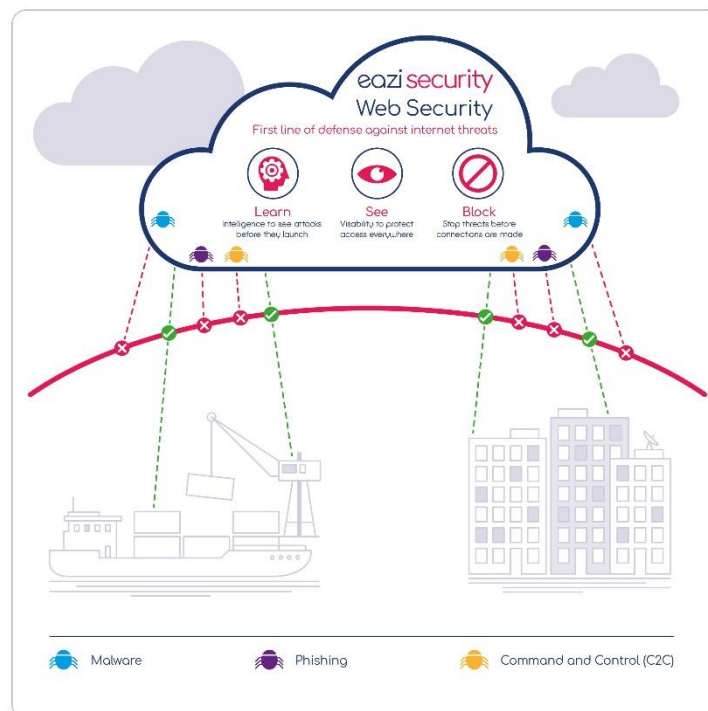 eazi security
Web Security
First line of defense against internet threats
Learn
Intelligence to see attacks
before they launch
See
Visability to protect
access everywhere
Block
Stop threats before
connections are made
Malware
Phishing
Command and Control (C2C)